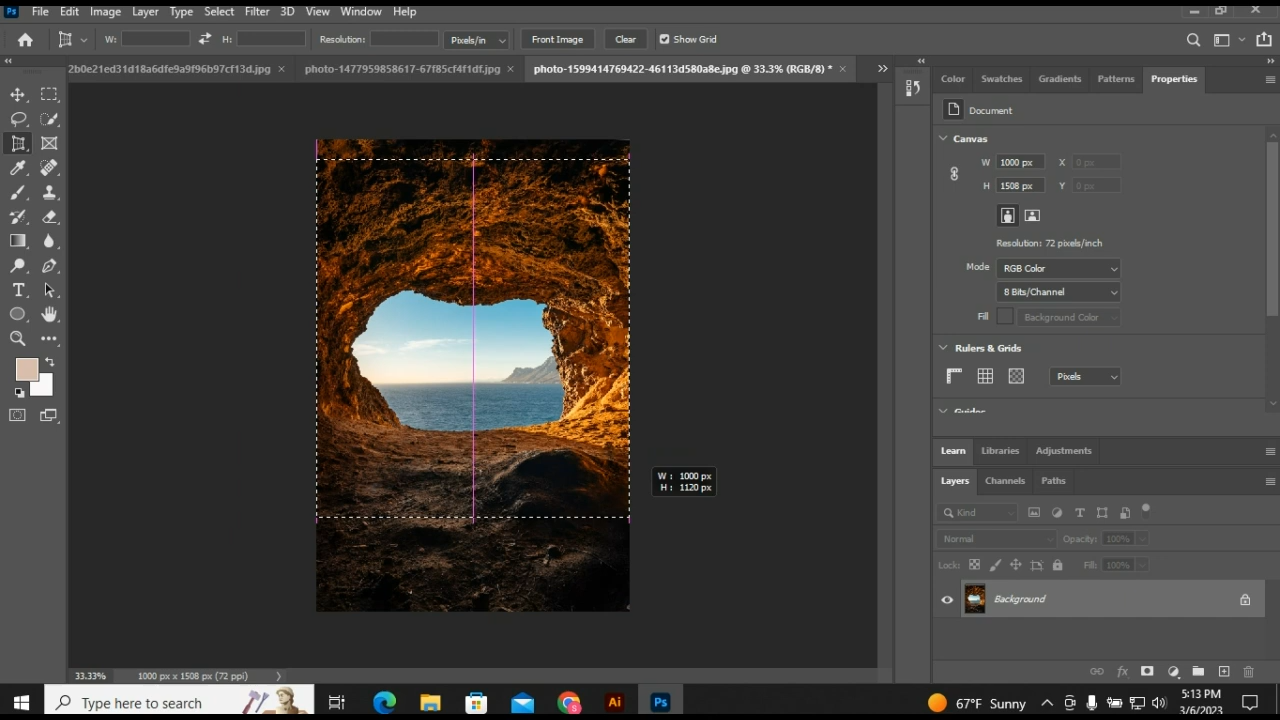 Ps File Edit Image Layer Type Select Filter 3D View Window Help
W: H: Resolution: Pixels/in Front Image Clear Show Grid
2b0e21ed31d18a6dfe9a9f96b97cf13d.jpg photo-1477959858617-67f85cf4f1df.jpg photo-1599414769422-46113d580a8e.jpg @ 33.3% (RGB/8) *
Color Swatches Gradients Patterns Properties
Document
Canvas
W 1000 px X 0 px
H 1508 px Y 0 px
Resolution: 72 pixels/inch
Mode RGB Color
8 Bits/Channel
Fill Background Color
Rulers & Grids
Pixels
Guides
Learn Libraries Adjustments
W: 1000 px
H: 1120 px
Layers Channels Paths
Kind
Normal Opacity: 100%
Lock: Fill: 100%
Background
33.33% 1000 px x 1508 px (72 ppi)
Type here to search
Ai Ps
67°F Sunny
5:13 PM
3/6/2023